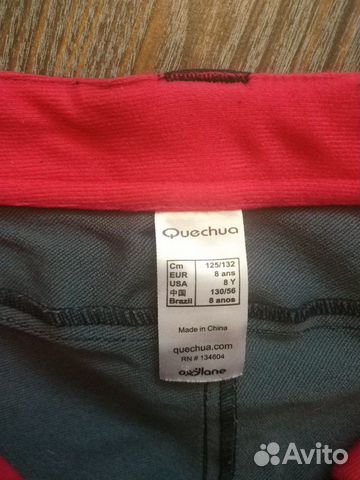 Quechua
Cm 125/132
EUR 8 ans
USA 8 Y
中国 130/56
Brazil 8 anos
Made in China
quechua.com
RN # 134604
oxylane
Avito